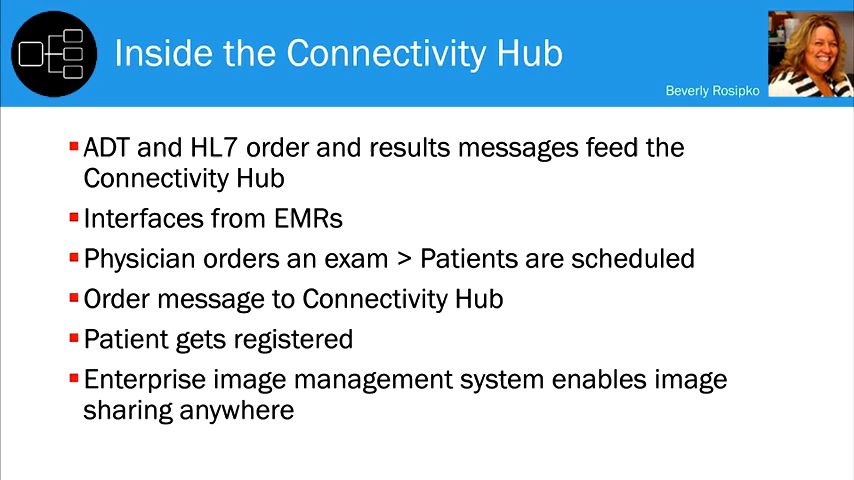 Inside the Connectivity Hub
Beverly Rosipko
ADT and HL7 order and results messages feed the
Connectivity Hub
Interfaces from EMRs
Physician orders an exam > Patients are scheduled
Order message to Connectivity Hub
Patient gets registered
Enterprise image management system enables image
sharing anywhere